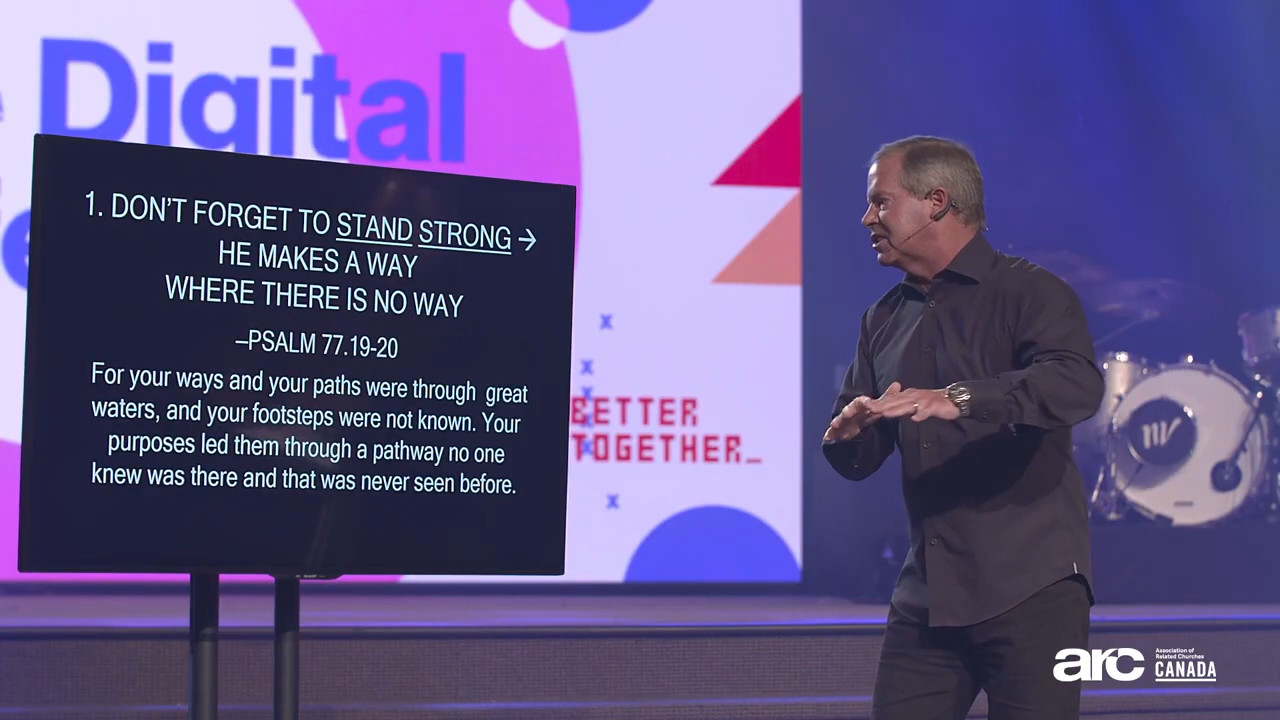 Digital
1. DON'T FORGET TO STAND STRONG →
HE MAKES A WAY
WHERE THERE IS NO WAY
–PSALM 77.19-20
For your ways and your paths were through great
waters, and your footsteps were not known. Your
purposes led them through a pathway no one
knew was there and that was never seen before.
BETTER
TOGETHER_
arc
Association of
Related Churches
CANADA